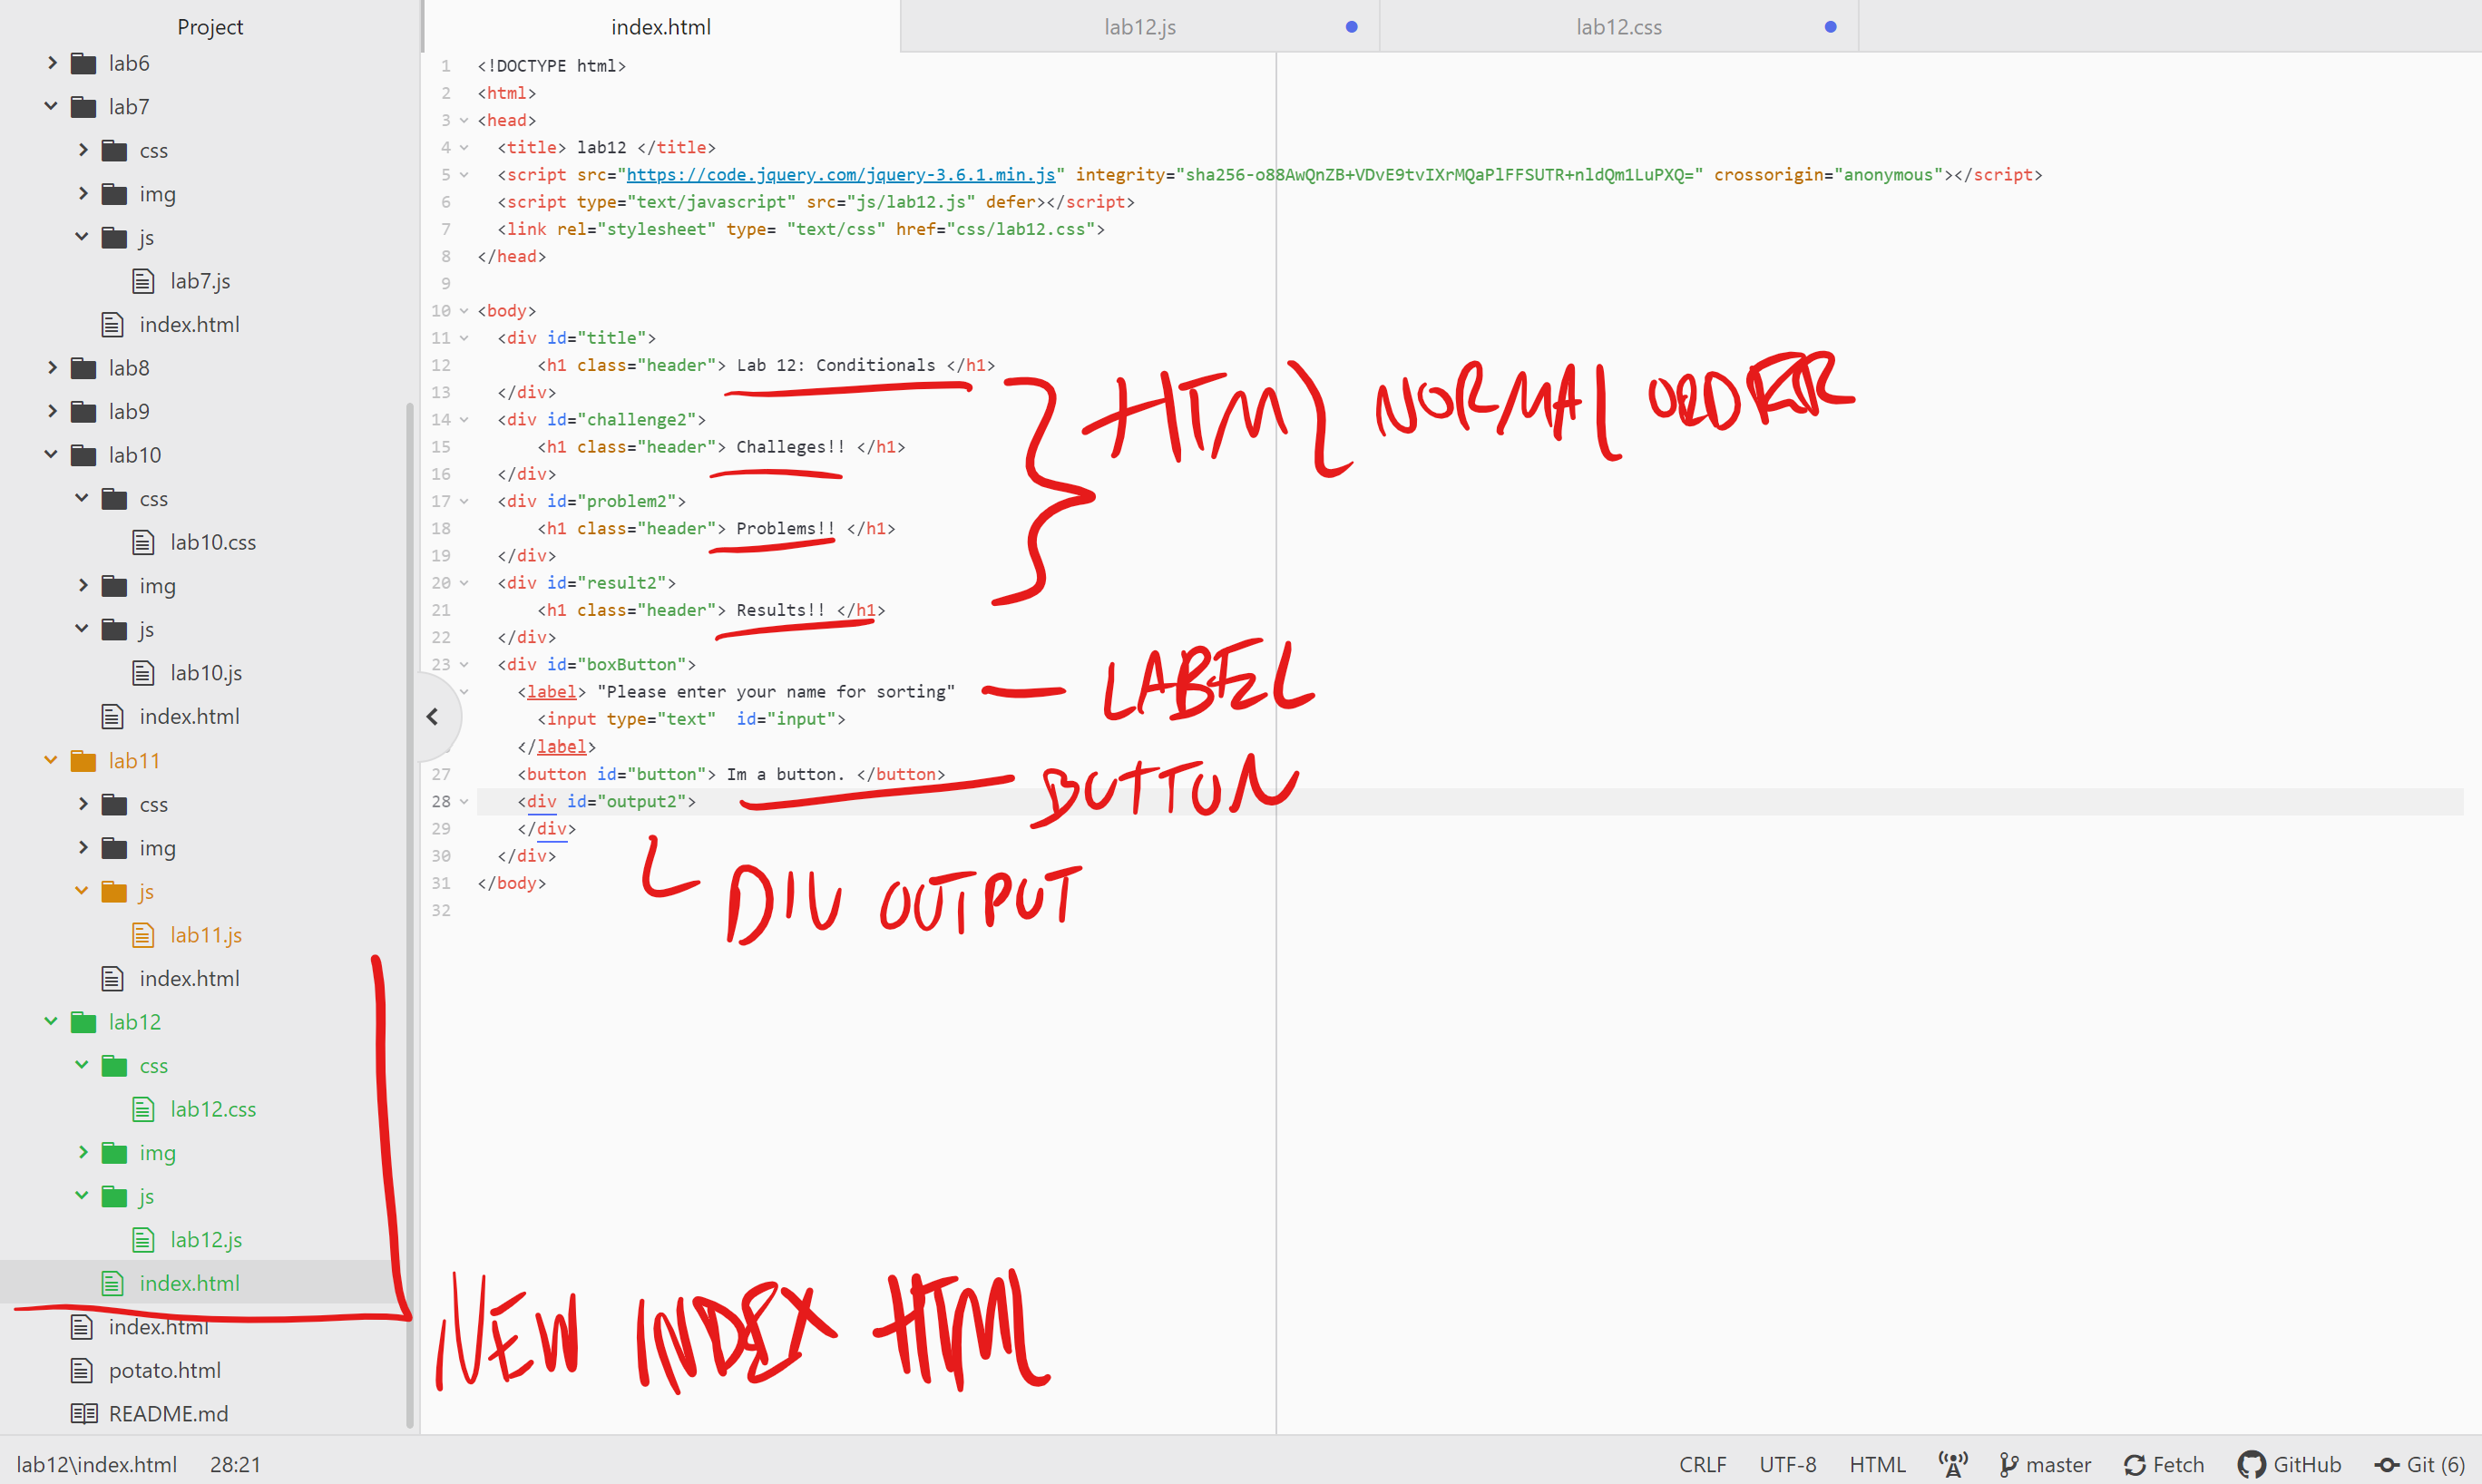 Project
lab6
lab7
css
img
js
lab7.js
index.html
lab8
lab9
lab10
css
lab10.css
img
js
lab10.js
index.html
lab11
css
img
js
lab11.js
index.html
lab12
css
lab12.css
img
js
lab12.js
index.html
index.html
potato.html
README.md
index.html
lab12.js
lab12.css
1 <!DOCTYPE html>
2 <html>
3 <head>
4 <title> lab12 </title>
5 <script src="https://code.jquery.com/jquery-3.6.1.min.js" integrity="sha256-o88AwQnZB+VDvE9tvIXrMQaPlFFSUTR+nldQm1LuPXQ=" crossorigin="anonymous"></script>
6 <script type="text/javascript" src="js/lab12.js" defer></script>
7 <link rel="stylesheet" type= "text/css" href="css/lab12.css">
8 </head>
9
10 <body>
11 <div id="title">
12 <h1 class="header"> Lab 12: Conditionals </h1>
13 </div>
14 <div id="challenge2">
15 <h1 class="header"> Challeges!! </h1>
16 </div>
17 <div id="problem2">
18 <h1 class="header"> Problems!! </h1>
19 </div>
20 <div id="result2">
21 <h1 class="header"> Results!! </h1>
22 </div>
23 <div id="boxButton">
<label> "Please enter your name for sorting"
<input type="text"  id="input">
</label>
27 <button id="button"> Im a button. </button>
28 <div id="output2">
29 </div>
30 </div>
31 </body>
32
HTML NORMAL ORDER
LABEL
BUTTON
DIV OUTPUT
NEW INDEX HTML
lab12\index.html 28:21 CRLF UTF-8 HTML master Fetch GitHub Git (6)